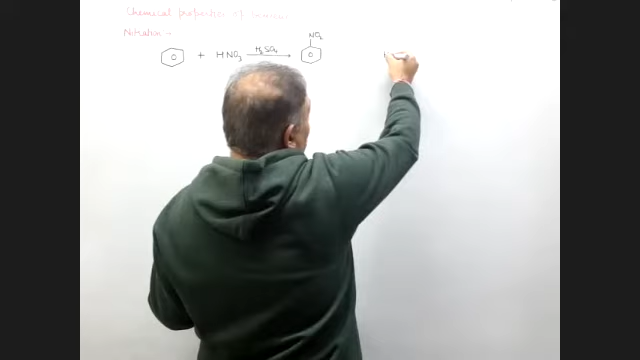 Chemical properties of benzene
Nitration →
+ HNO₃ H₂SO₄ → NO₂